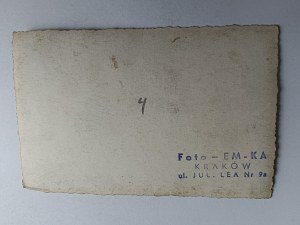 4
Foto - EM-KA
KRAKÓW
ul. JUL. LEA Nr